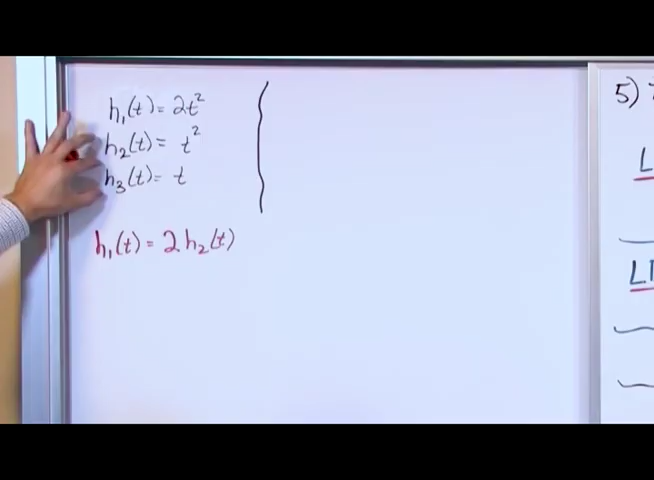 h₁(t) = 2t²
h₂(t) = t²
h₃(t) = t
h₁(t) = 2 h₂(t)
5)